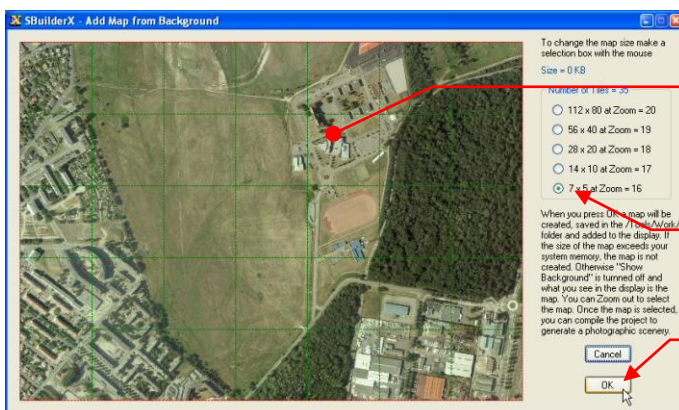 SBuilderX - Add Map from Background
To change the map size make a
selection box with the mouse
Size = 0 KB
Number of Tiles = 35
112 x 80 at Zoom = 20
56 x 40 at Zoom = 19
28 x 20 at Zoom = 18
14 x 10 at Zoom = 17
7 x 5 at Zoom = 16
When you press OK a map will be
created, saved in the /Tools/Work/
folder and added to the display. If
the size of the map exceeds your
system memory, the map is not
created. Otherwise "Show
Background" is turnned off and
what you see in the display is the
map. You can Zoom out to select
the map. Once the map is selected,
you can compile the project to
generate a photographic scenery.
Cancel
OK